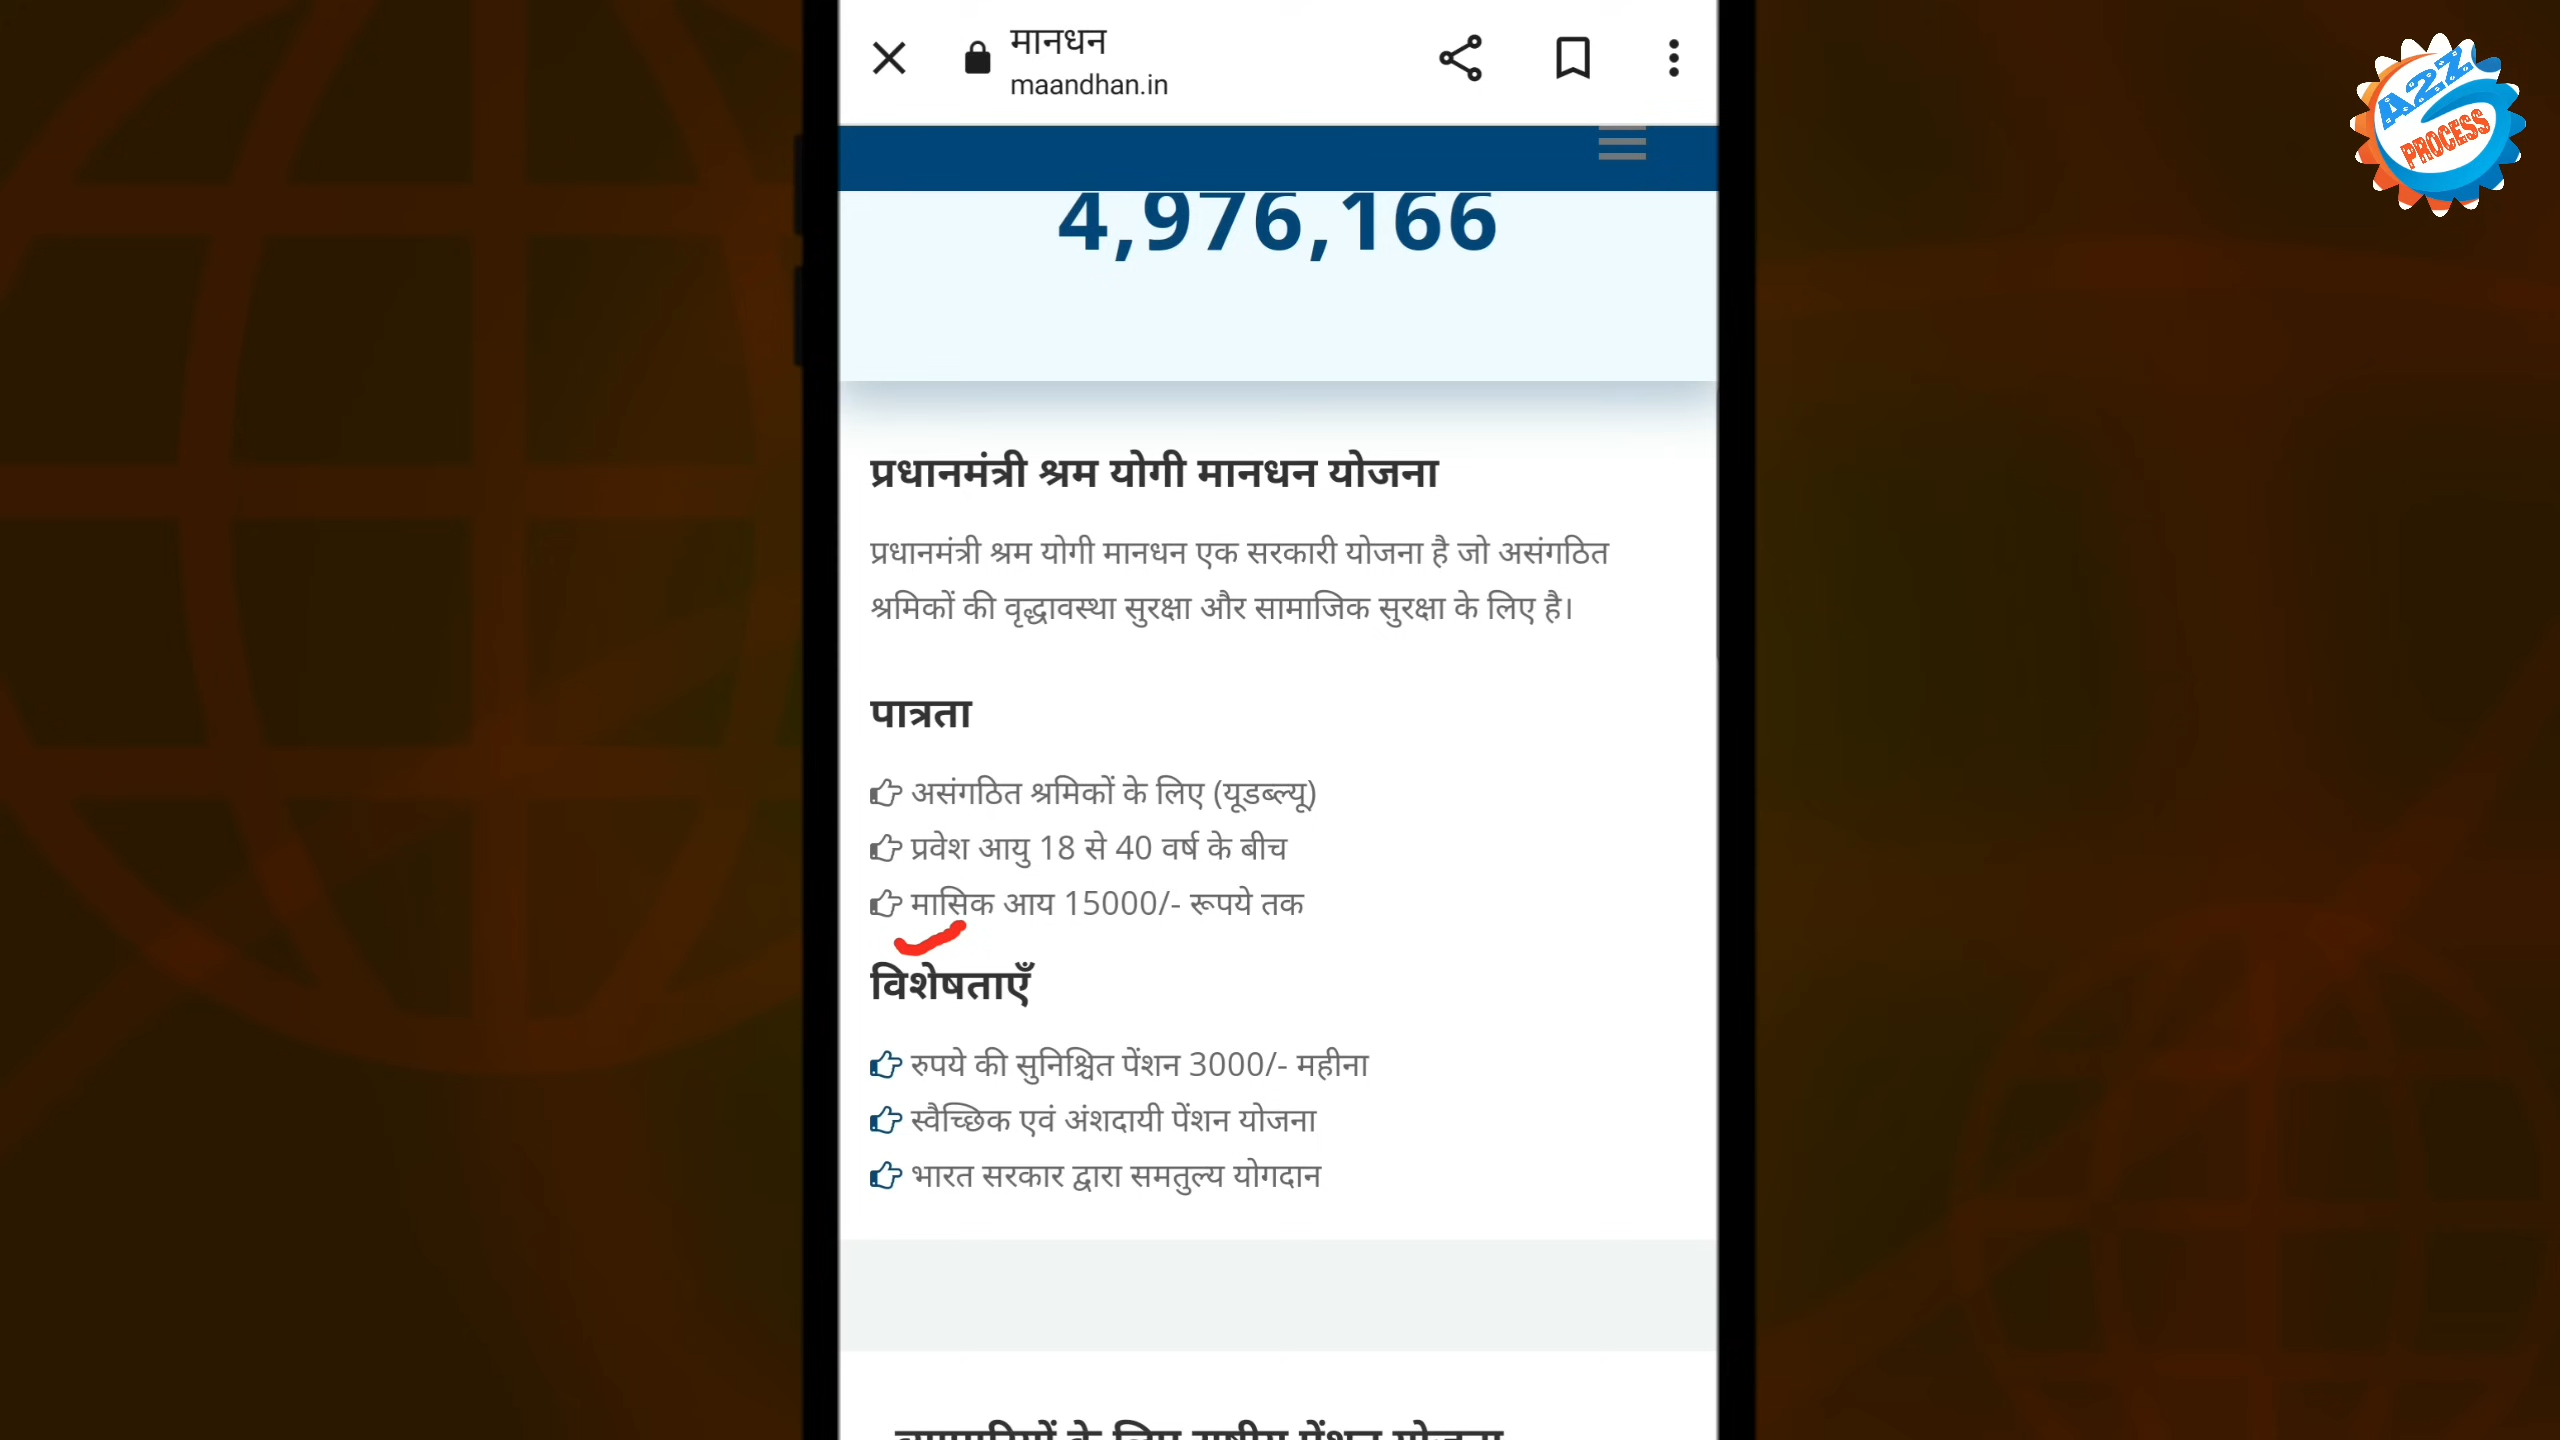 मानधन
maandhan.in
A2Z
PROCESS
4,976,166
प्रधानमंत्री श्रम योगी मानधन योजना
प्रधानमंत्री श्रम योगी मानधन एक सरकारी योजना है जो असंगठित
श्रमिकों की वृद्धावस्था सुरक्षा और सामाजिक सुरक्षा के लिए है।
पात्रता
असंगठित श्रमिकों के लिए (यूडब्ल्यू)
प्रवेश आयु 18 से 40 वर्ष के बीच
मासिक आय 15000/- रूपये तक
विशेषताएँ
रुपये की सुनिश्चित पेंशन 3000/- महीना
स्वैच्छिक एवं अंशदायी पेंशन योजना
भारत सरकार द्वारा समतुल्य योगदान
के लिए राष्ट्रीय पेंशन योजना